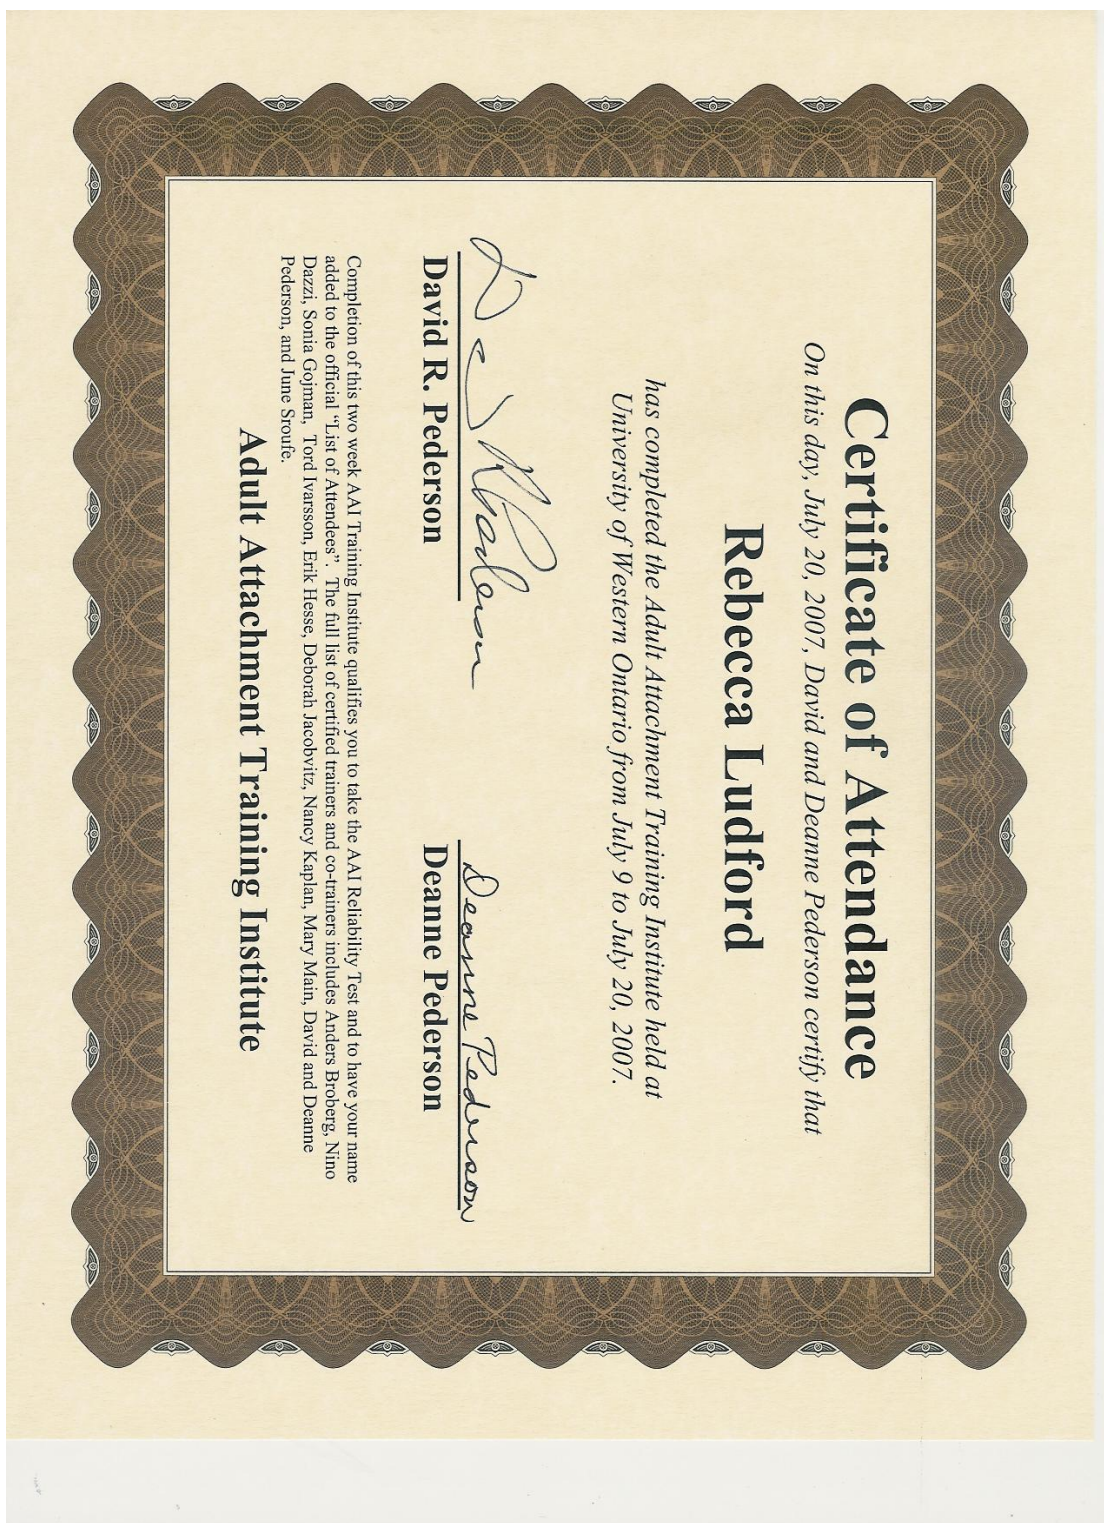 Certificate of Attendance
On this day, July 20, 2007, David and Deanne Pederson certify that
Rebecca Ludford
has completed the Adult Attachment Training Institute held at
University of Western Ontario from July 9 to July 20, 2007.
D R Pederson Deanne Pederson
David R. Pederson Deanne Pederson
Completion of this two week AAI Training Institute qualifies you to take the AAI Reliability Test and to have your name
added to the official “List of Attendees”. The full list of certified trainers and co-trainers includes Anders Broberg, Nino
Dazzi, Sonia Gojman, Tord Ivarsson, Erik Hesse, Deborah Jacobvitz, Nancy Kaplan, Mary Main, David and Deanne
Pederson, and June Sroufe.
Adult Attachment Training Institute